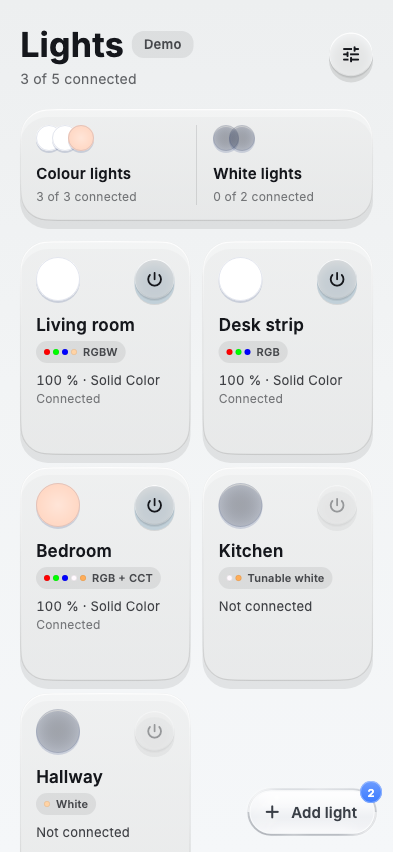 Lights Demo
3 of 5 connected
Colour lights
3 of 3 connected
White lights
0 of 2 connected
Living room
RGBW
100 % · Solid Color
Connected
Desk strip
RGB
100 % · Solid Color
Connected
Bedroom
RGB + CCT
100 % · Solid Color
Connected
Kitchen
Tunable white
Not connected
Hallway
White
Not connected
2
Add light